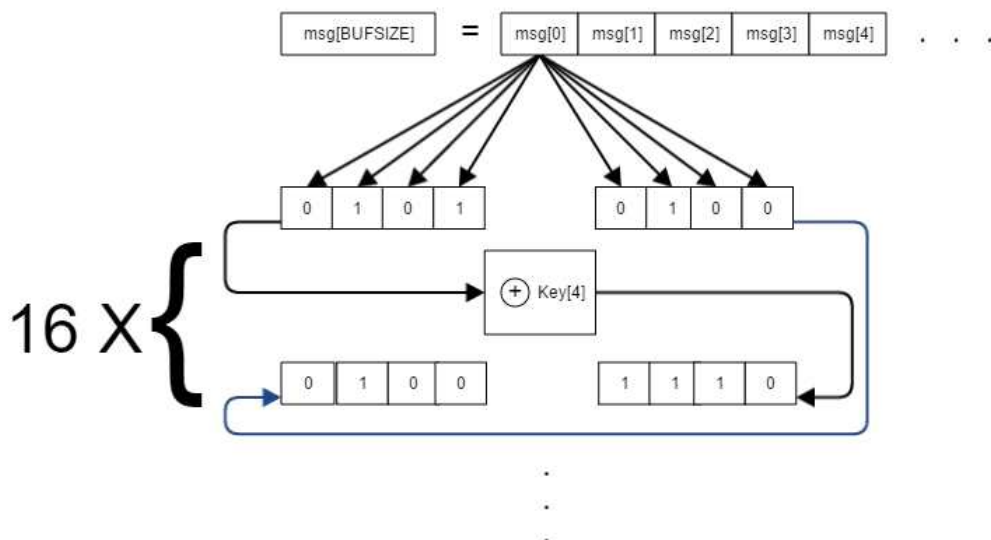 msg[BUFSIZE] = msg[0] msg[1] msg[2] msg[3] msg[4] . . .
0 1 0 1 0 1 0 0
+ Key[4]
16 X {
0 1 0 0 1 1 1 0
.
.
.